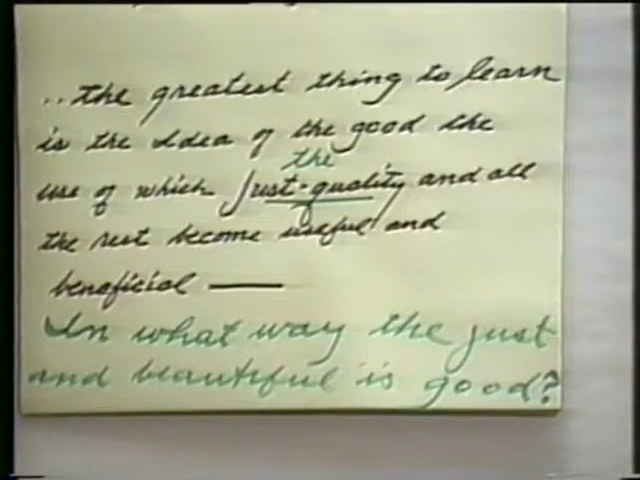 ..the greatest thing to learn
is the idea of the good the
the
use of which just-quality and all
the rest become useful and
beneficial —
In what way the just
and beautiful is good?